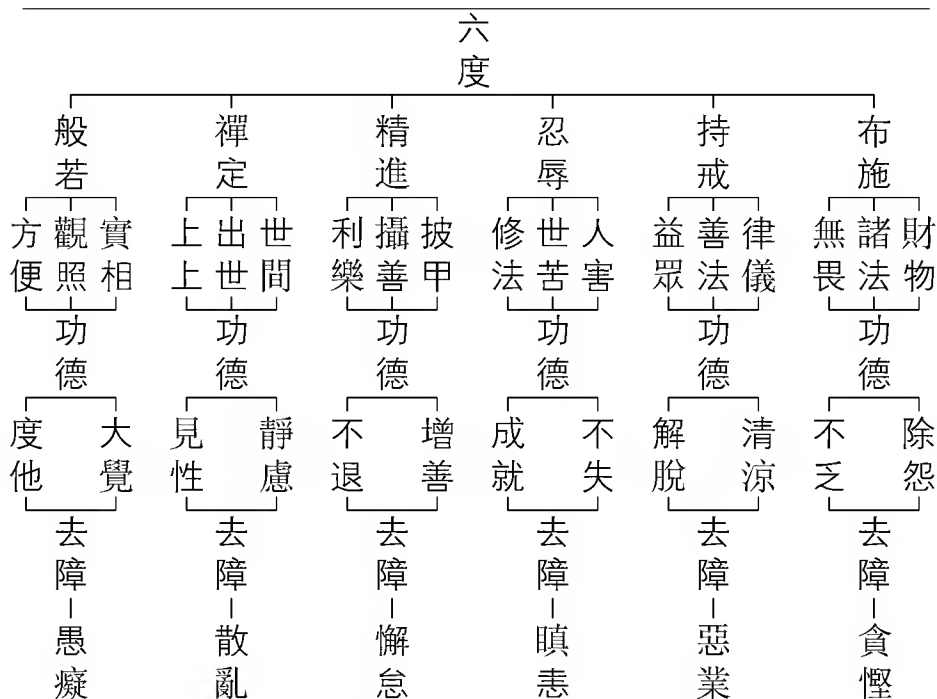 六度
布施
財物
諸法
無畏
功德
除怨
不乏
去障
貪慳
持戒
律儀
善法
益眾
功德
清涼
解脫
去障
惡業
忍辱
人害
世苦
修法
功德
不失
成就
去障
瞋恚
精進
披甲
攝善
利樂
功德
增善
不退
去障
懈怠
禪定
世間
出世
上上
功德
靜慮
見性
去障
散亂
般若
實相
觀照
方便
功德
大覺
度他
去障
愚癡